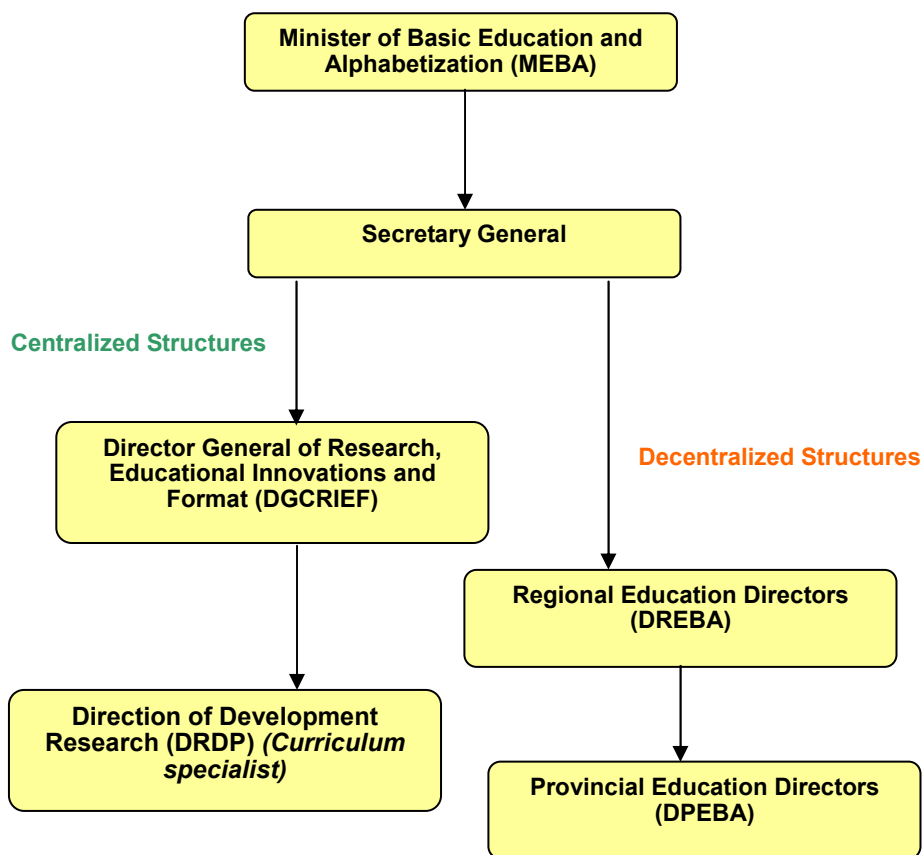 Minister of Basic Education and
Alphabetization (MEBA)
Secretary General
Centralized Structures
Director General of Research,
Educational Innovations and
Format (DGCRIEF)
Decentralized Structures
Regional Education Directors
(DREBA)
Direction of Development
Research (DRDP) (Curriculum
specialist)
Provincial Education Directors
(DPEBA)